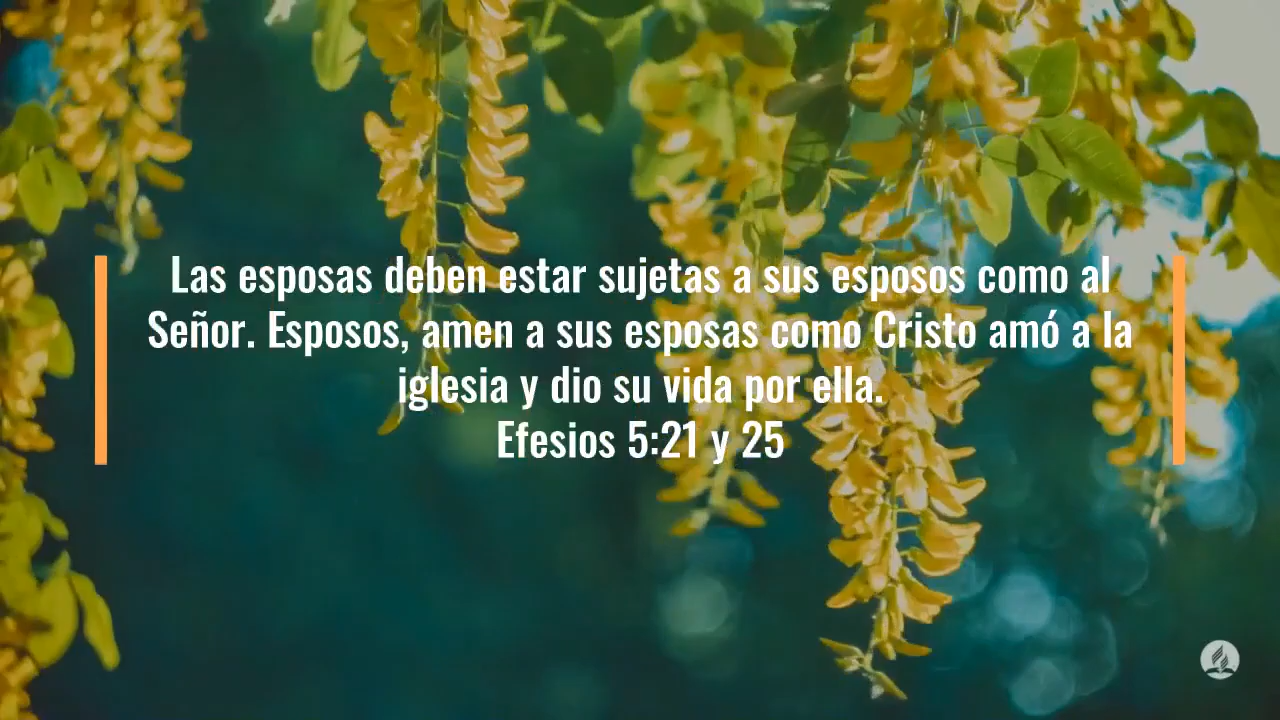 Las esposas deben estar sujetas a sus esposos como al
Señor. Esposos, amen a sus esposas como Cristo amó a la
iglesia y dio su vida por ella.
Efesios 5:21 y 25